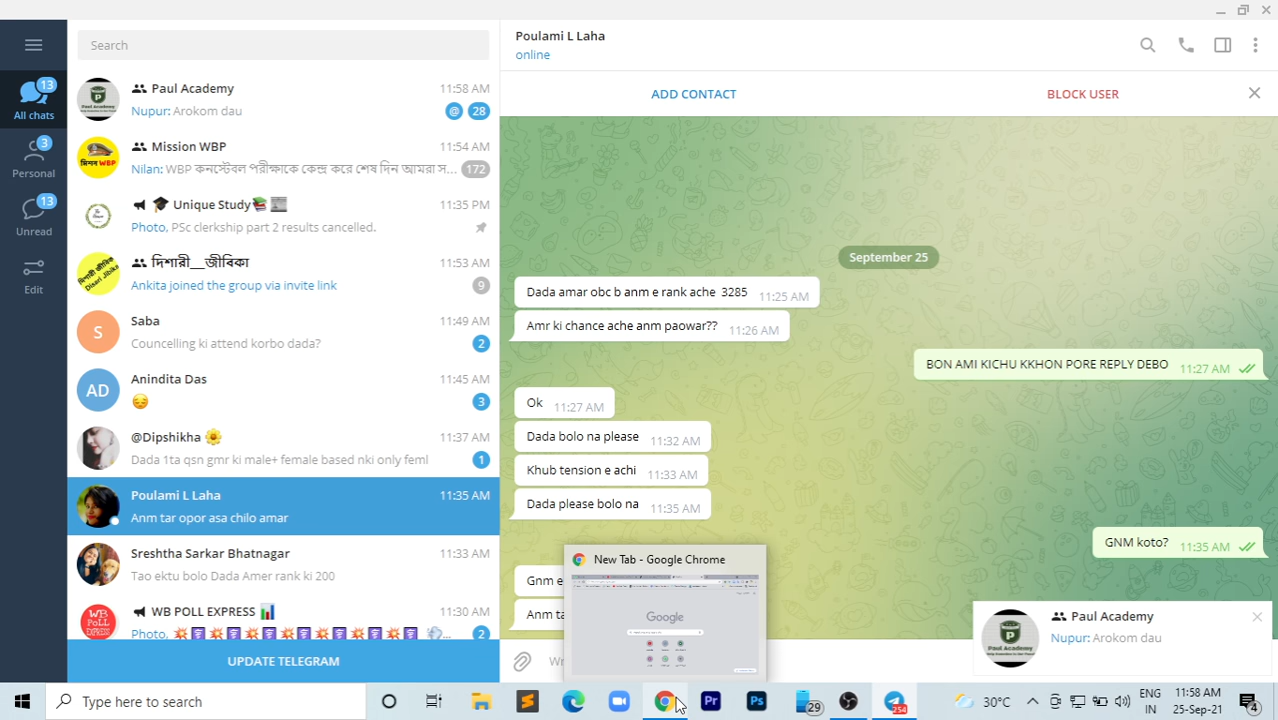 Search
All chats
13
Personal
3
Unread
13
Edit
Paul Academy 11:58 AM
Nupur: Arokom dau @ 28
Mission WBP 11:54 AM
Nilan: WBP কনস্টেবল পরীক্ষাকে কেন্দ্র করে শেষ দিন আমরা স... 172
🎓 Unique Study📚📰 11:35 PM
Photo, PSc clerkship part 2 results cancelled.
দিশারী__জীবিকা 11:53 AM
Ankita joined the group via invite link 9
Saba 11:49 AM
Councelling ki attend korbo dada? 2
AD
Anindita Das 11:45 AM
😔 3
@Dipshikha 🌼 11:37 AM
Dada 1ta qsn gmr ki male+ female based nki only feml 1
Poulami L Laha 11:35 AM
Anm tar opor asa chilo amar
Sreshtha Sarkar Bhatnagar 11:33 AM
Tao ektu bolo Dada Amer rank ki 200
WB POLL EXPRESS 📊 11:30 AM
Photo, 2
UPDATE TELEGRAM
Poulami L Laha
online
ADD CONTACT BLOCK USER
September 25
Dada amar obc b anm e rank ache 3285 11:25 AM
Amr ki chance ache anm paowar?? 11:26 AM
BON AMI KICHU KKHON PORE REPLY DEBO 11:27 AM
Ok 11:27 AM
Dada bolo na please 11:32 AM
Khub tension e achi 11:33 AM
Dada please bolo na 11:35 AM
GNM koto? 11:35 AM
Gnm e
Anm ta
New Tab - Google Chrome
Google
Paul Academy
Nupur: Arokom dau
Type here to search
Pr
Ps
29
254
30°C
ENG
IN
11:58 AM
25-Sep-21
4